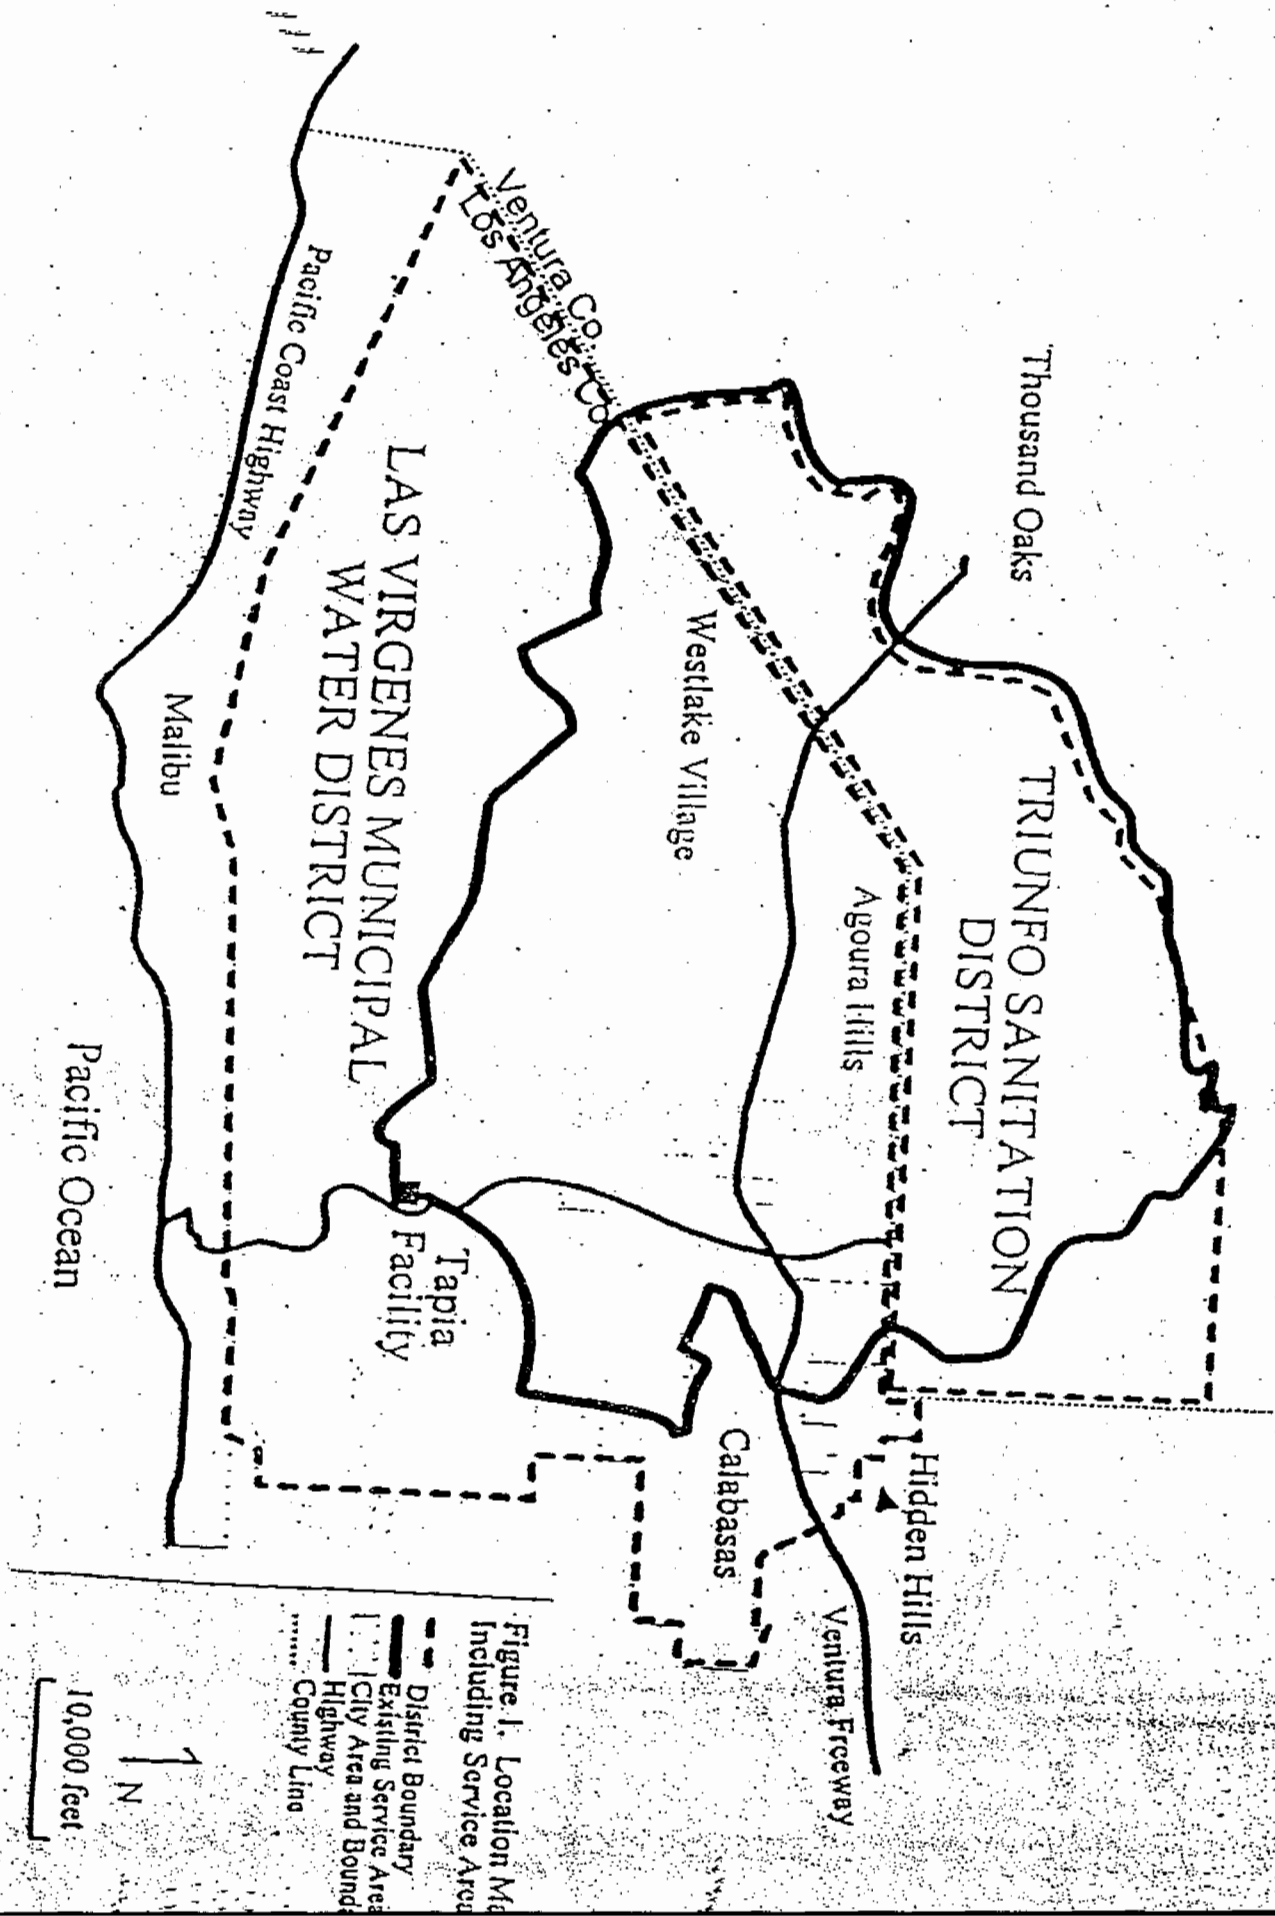 Thousand Oaks
TRIUNFO SANITATION
DISTRICT
Hidden Hills
Ventura Freeway
Agoura Hills
Westlake Village
Calabasas
Ventura Co.
Los Angeles Co.
LAS VIRGENES MUNICIPAL
WATER DISTRICT
Tapia
Facility
Pacific Coast Highway
Malibu
Pacific Ocean
Figure 1. Location
Including Service Area
District Boundary
Existing Service Area
City Area and
Highway
County Line
N
10,000 feet